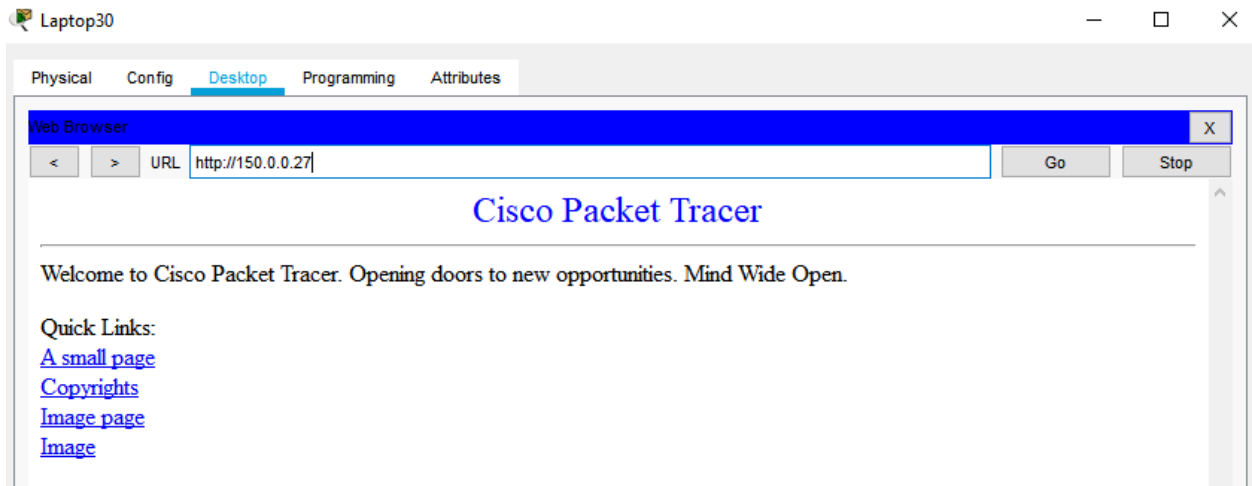 Laptop30
Physical Config Desktop Programming Attributes
Web Browser X
< > URL http://150.0.0.27 Go Stop
Cisco Packet Tracer
Welcome to Cisco Packet Tracer. Opening doors to new opportunities. Mind Wide Open.
Quick Links:
A small page
Copyrights
Image page
Image